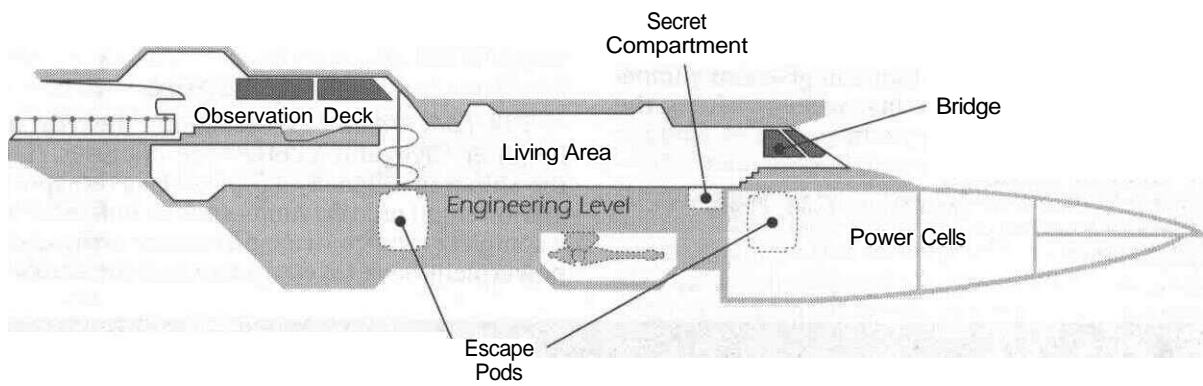 Secret
Compartment
Bridge
Observation Deck
Living Area
Engineering Level
Power Cells
Escape
Pods